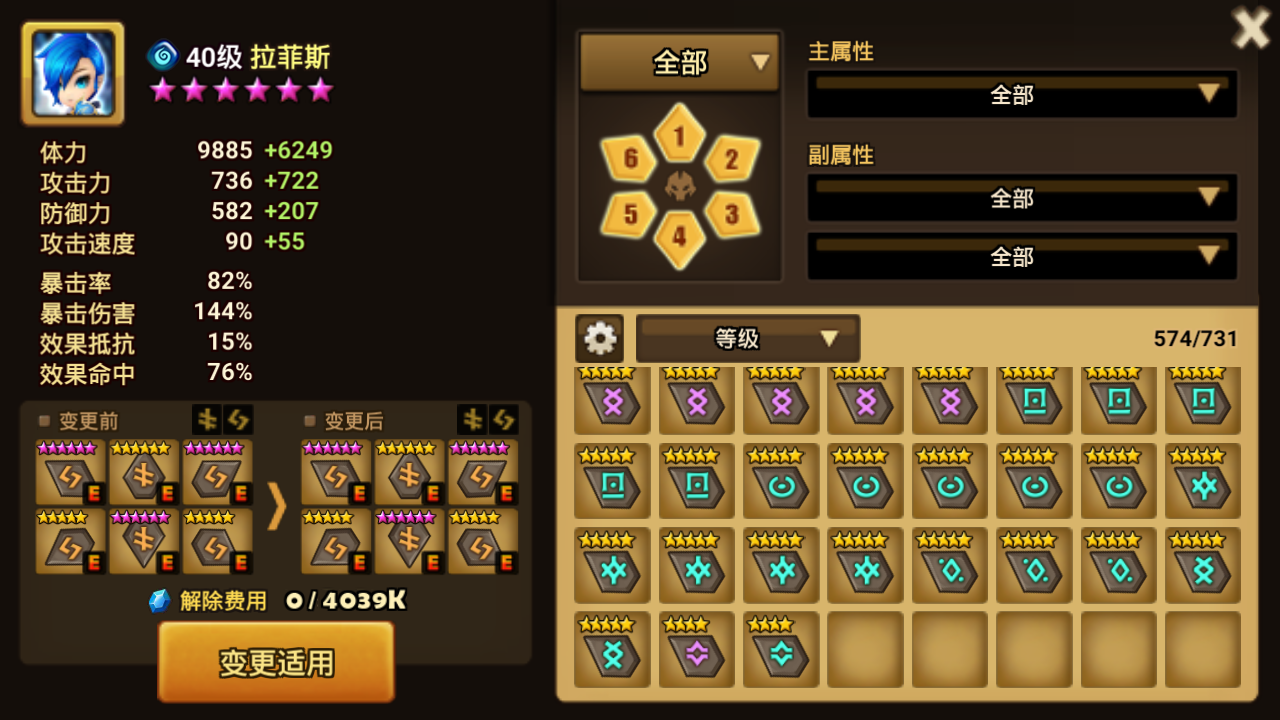 40级 拉菲斯
体力 9885 +6249
攻击力 736 +722
防御力 582 +207
攻击速度 90 +55
暴击率 82%
暴击伤害 144%
效果抵抗 15%
效果命中 76%
变更前
变更后
E E E E E E
E E E E E E
解除费用 0/4039K
变更适用
全部
1
2
3
4
5
6
主属性
全部
副属性
全部
全部
等级
574/731